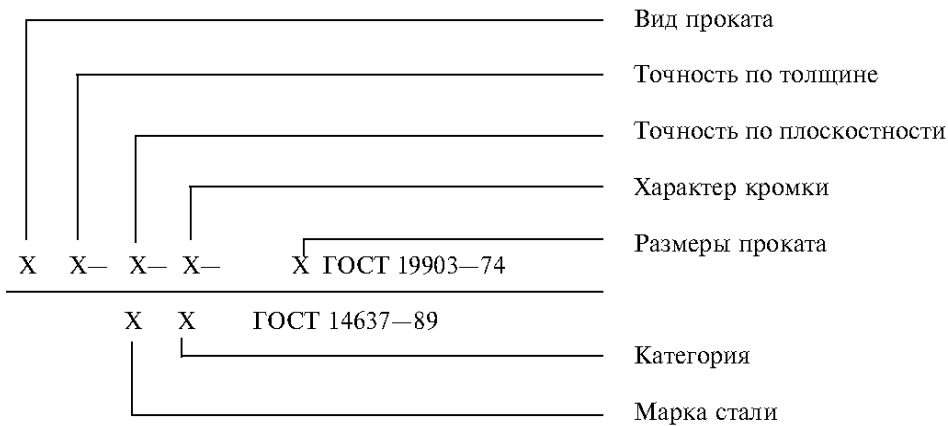 Вид проката
Точность по толщине
Точность по плоскостности
Характер кромки
Размеры проката
Х Х— Х— Х— Х ГОСТ 19903—74
Х Х ГОСТ 14637—89
Категория
Марка стали